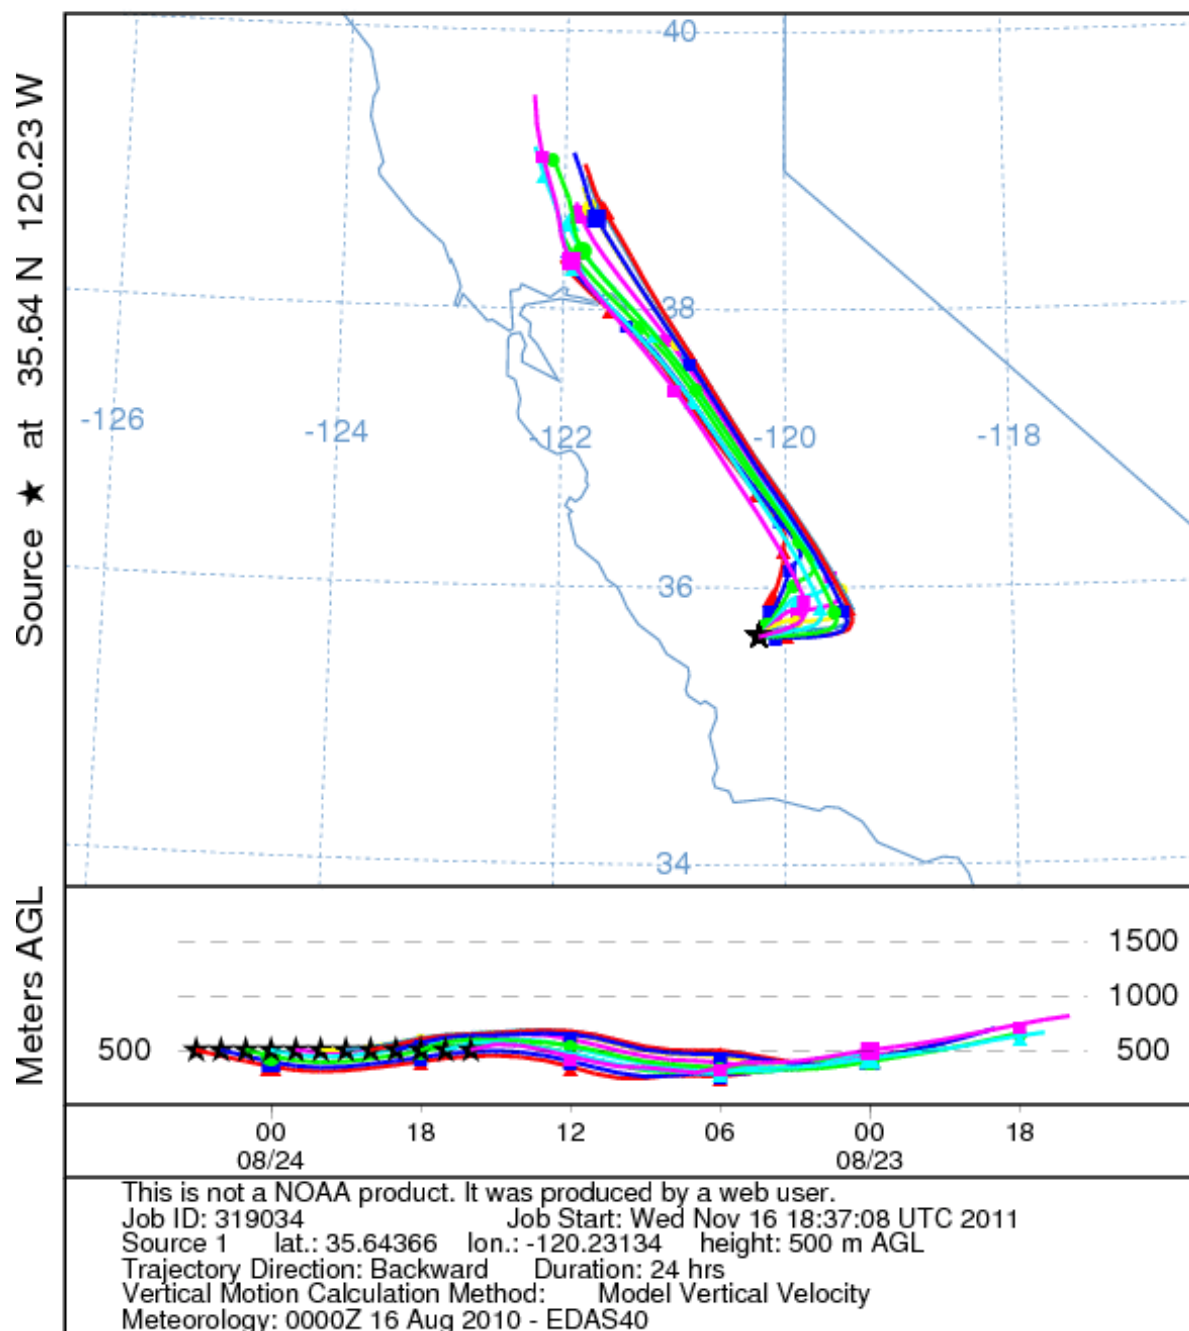 Source ★ at 35.64 N 120.23 W
40
38
-126
-124
-122
-120
-118
36
34
Meters AGL
1500
1000
500
500
00
18
12
06
00
18
08/24
08/23
This is not a NOAA product. It was produced by a web user.
Job ID: 319034 Job Start: Wed Nov 16 18:37:08 UTC 2011
Source 1 lat.: 35.64366 lon.: -120.23134 height: 500 m AGL
Trajectory Direction: Backward Duration: 24 hrs
Vertical Motion Calculation Method: Model Vertical Velocity
Meteorology: 0000Z 16 Aug 2010 - EDAS40